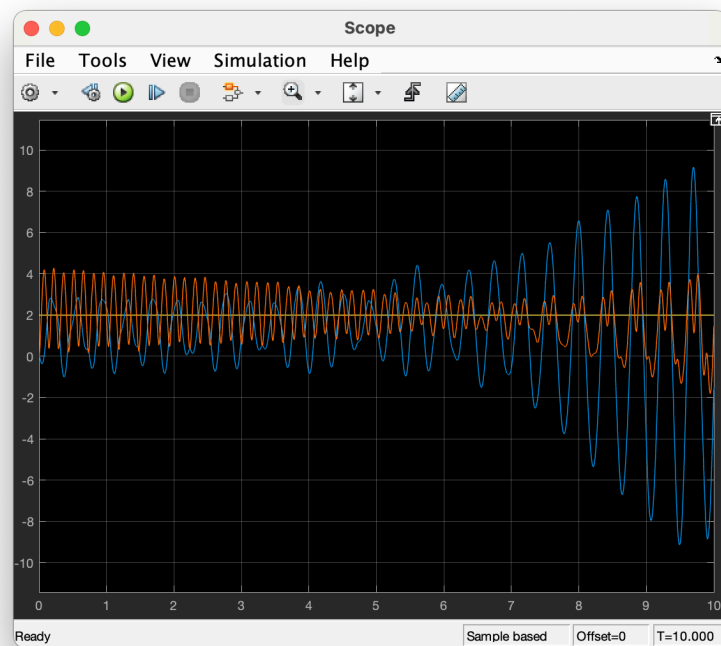 Scope
File Tools View Simulation Help
10
8
6
4
2
0
-2
-4
-6
-8
-10
0 1 2 3 4 5 6 7 8 9 10
Ready Sample based Offset=0 T=10.000